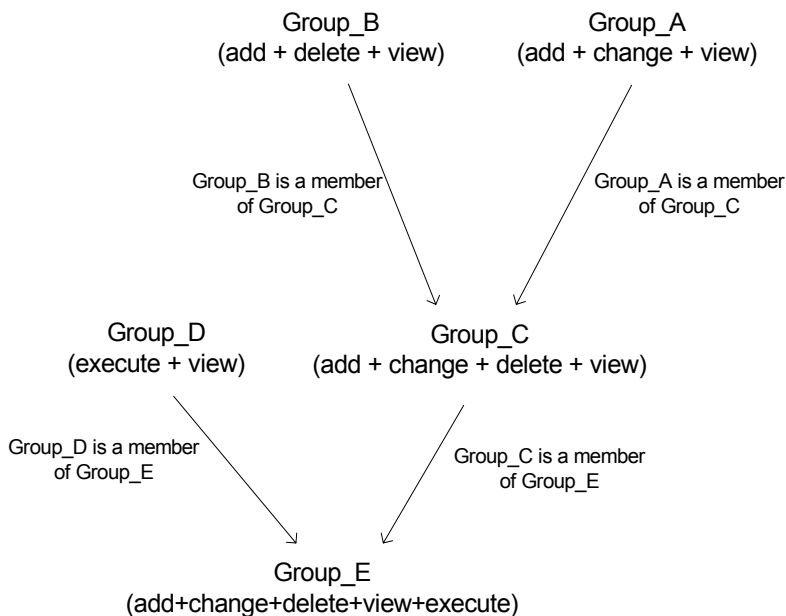 Group_B
(add + delete + view)
Group_A
(add + change + view)
Group_B is a member
of Group_C
Group_A is a member
of Group_C
Group_D
(execute + view)
Group_C
(add + change + delete + view)
Group_D is a member
of Group_E
Group_C is a member
of Group_E
Group_E
(add+change+delete+view+execute)